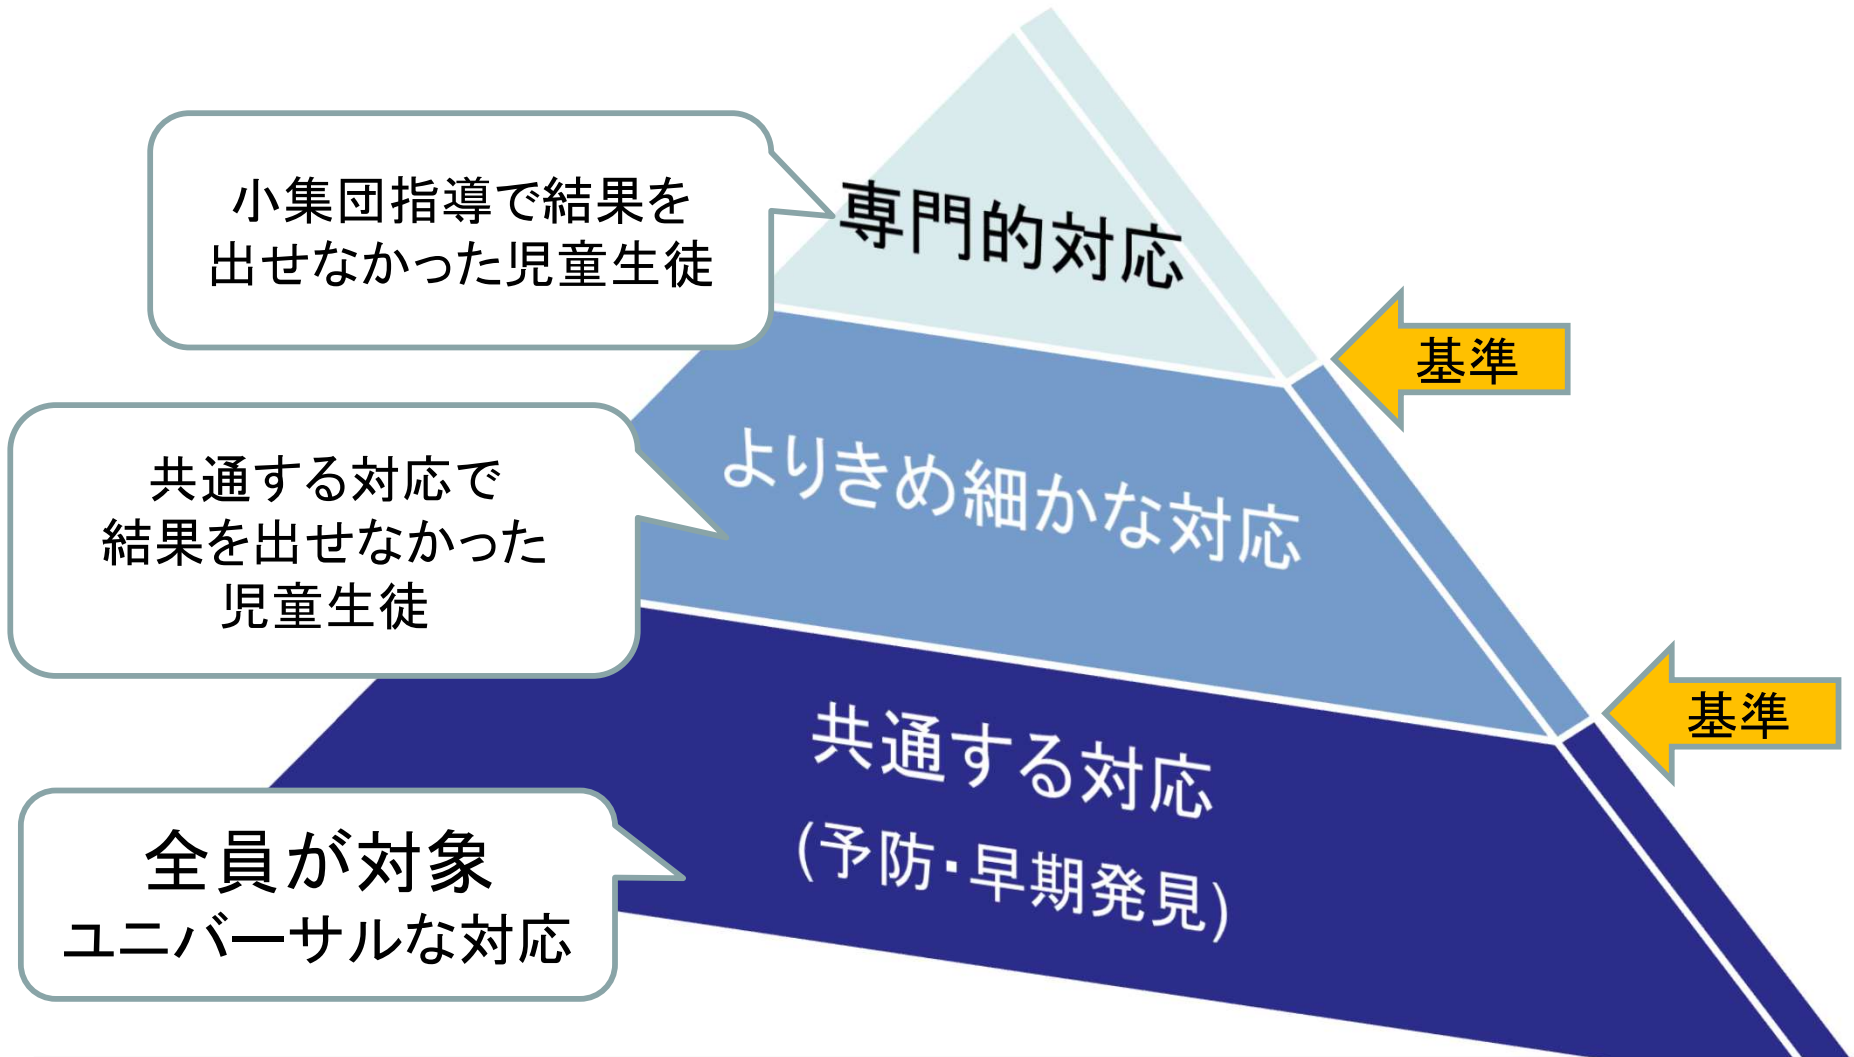 小集団指導で結果を
出せなかった児童生徒
専門的対応
基準
共通する対応で
結果を出せなかった
児童生徒
よりきめ細かな対応
基準
共通する対応
(予防・早期発見)
全員が対象
ユニバーサルな対応